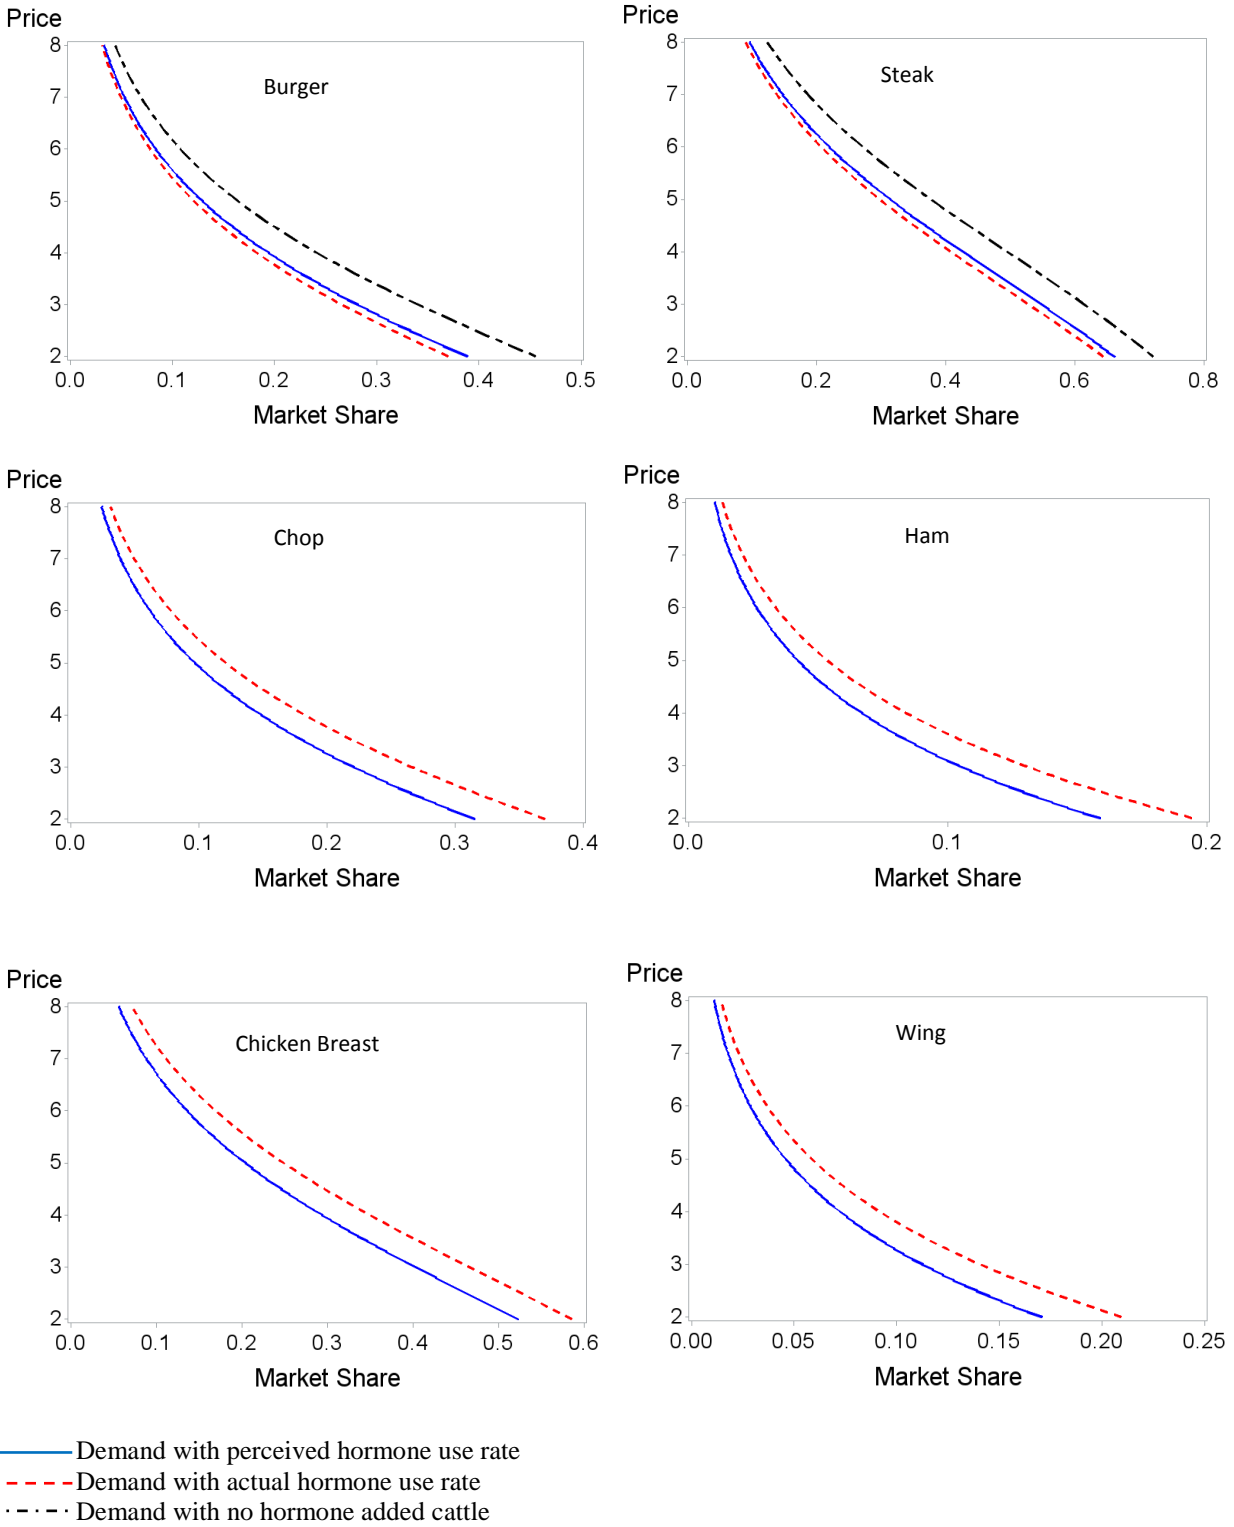 Price
8
7
6
5
4
3
2
Burger
0.0 0.1 0.2 0.3 0.4 0.5
Market Share
Price
8
7
6
5
4
3
2
Steak
0.0 0.2 0.4 0.6 0.8
Market Share
Price
8
7
6
5
4
3
2
Chop
0.0 0.1 0.2 0.3 0.4
Market Share
Price
8
7
6
5
4
3
2
Ham
0.0 0.1 0.2
Market Share
Price
8
7
6
5
4
3
2
Chicken Breast
0.0 0.1 0.2 0.3 0.4 0.5 0.6
Market Share
Price
8
7
6
5
4
3
2
Wing
0.00 0.05 0.10 0.15 0.20 0.25
Market Share
Demand with perceived hormone use rate
Demand with actual hormone use rate
Demand with no hormone added cattle